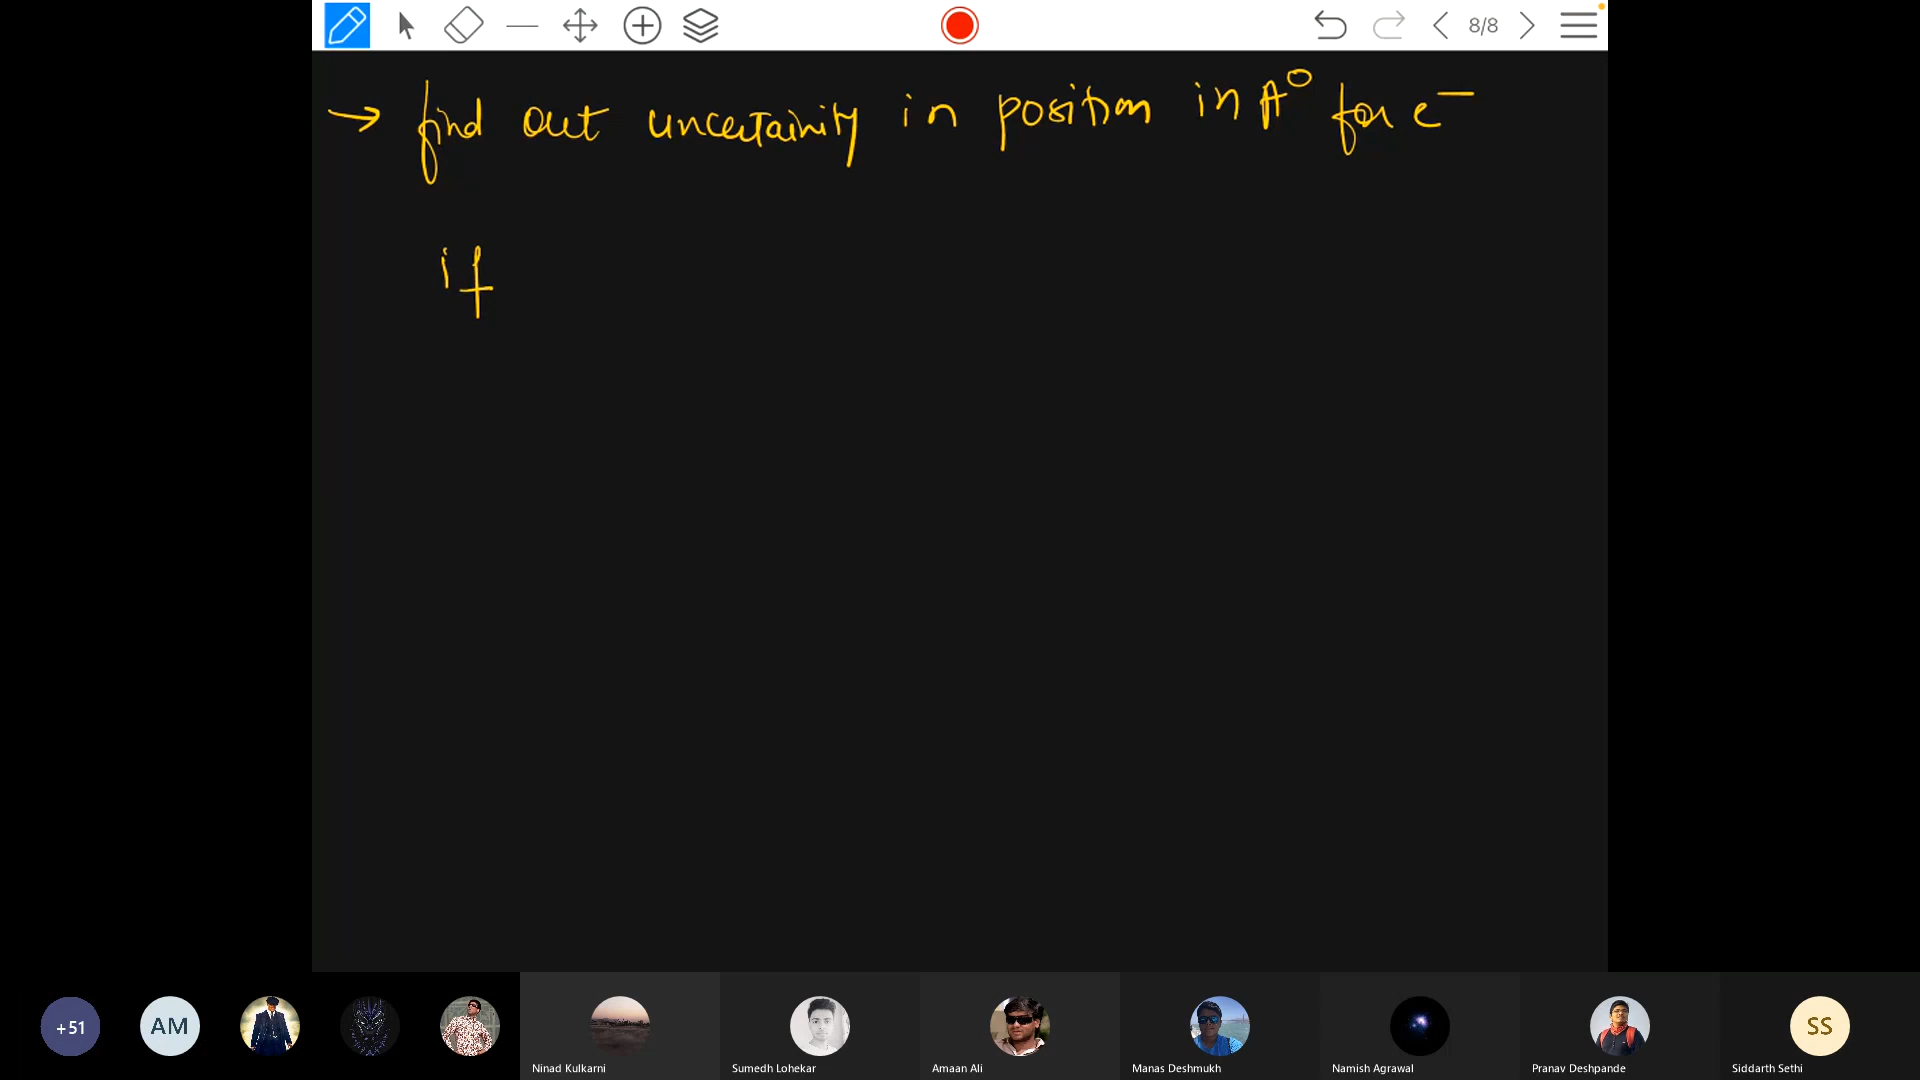 8/8
→ find out uncertainity in position in A⁰ for e⁻
if
+51
AM
SS
Ninad Kulkarni
Sumedh Lohekar
Amaan Ali
Manas Deshmukh
Namish Agrawal
Pranav Deshpande
Siddarth Sethi